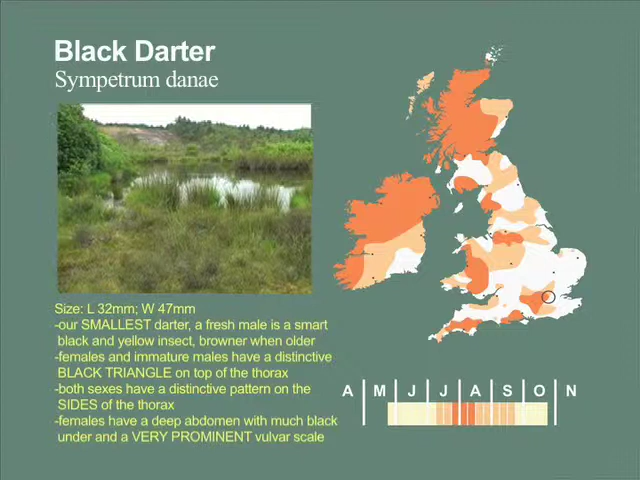 Black Darter
Sympetrum danae
Size: L 32mm; W 47mm
-our SMALLEST darter, a fresh male is a smart
black and yellow insect, browner when older
-females and immature males have a distinctive
BLACK TRIANGLE on top of the thorax
-both sexes have a distinctive pattern on the
SIDES of the thorax
-females have a deep abdomen with much black
under and a VERY PROMINENT vulvar scale
A M J J A S O N